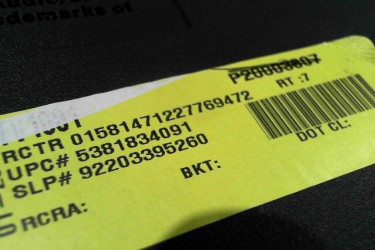 demarks of
P20003807
RT :7
RCTR 01581471227769472
UPC# 5381834091
SLP# 92203395260
BKT:
DOT CL:
RCRA: